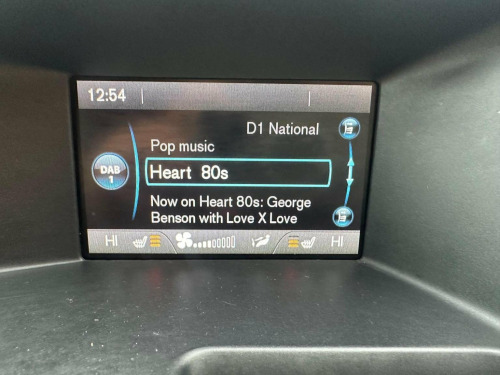 12:54
D1 National
Pop music
DAB
1
Heart 80s
Now on Heart 80s: George
Benson with Love X Love
HI
HI